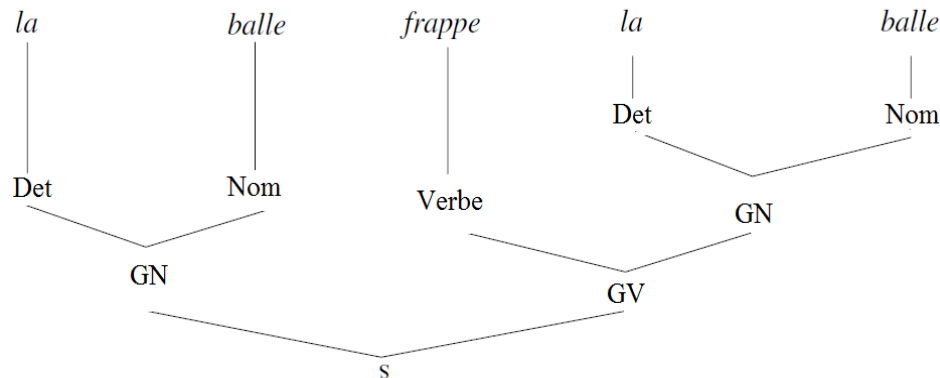 la balle frappe la balle
Det Nom
Det Nom Verbe
GN
GN
GV
s